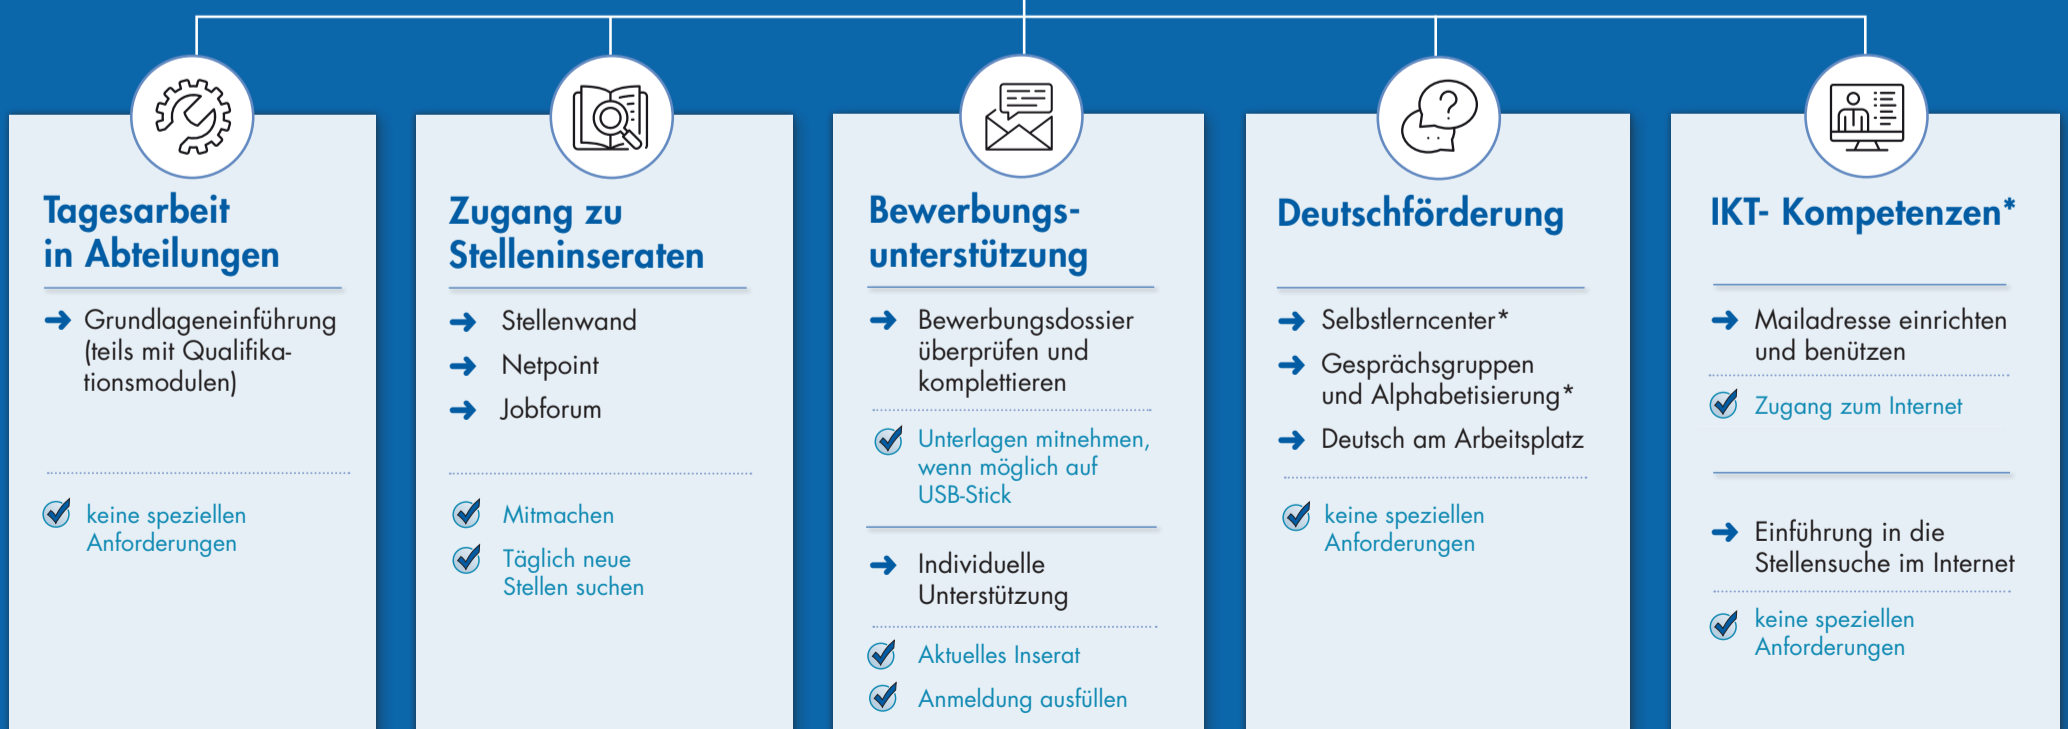 Tagesarbeit
in Abteilungen
Grundlageneinführung
(teils mit Qualifika-
tionsmodulen)
keine speziellen
Anforderungen
Zugang zu
Stelleninseraten
Stellenwand
Netpoint
Jobforum
Mitmachen
Täglich neue
Stellen suchen
Bewerbungs-
unterstützung
Bewerbungsdossier
überprüfen und
komplettieren
Unterlagen mitnehmen,
wenn möglich auf
USB-Stick
Individuelle
Unterstützung
Aktuelles Inserat
Anmeldung ausfüllen
Deutschförderung
Selbstlerncenter*
Gesprächsgruppen
und Alphabetisierung*
Deutsch am Arbeitsplatz
keine speziellen
Anforderungen
IKT- Kompetenzen*
Mailadresse einrichten
und benützen
Zugang zum Internet
Einführung in die
Stellensuche im Internet
keine speziellen
Anforderungen